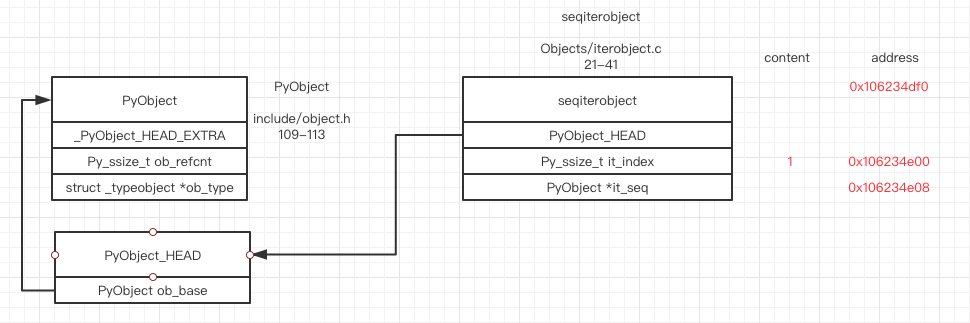 seqiterobject
Objects/iterobject.c
21-41
content
address
PyObject
PyObject
include/object.h
109-113
_PyObject_HEAD_EXTRA
Py_ssize_t ob_refcnt
struct _typeobject *ob_type
seqiterobject
0x106234df0
PyObject_HEAD
Py_ssize_t it_index
1
0x106234e00
PyObject *it_seq
0x106234e08
PyObject_HEAD
PyObject ob_base